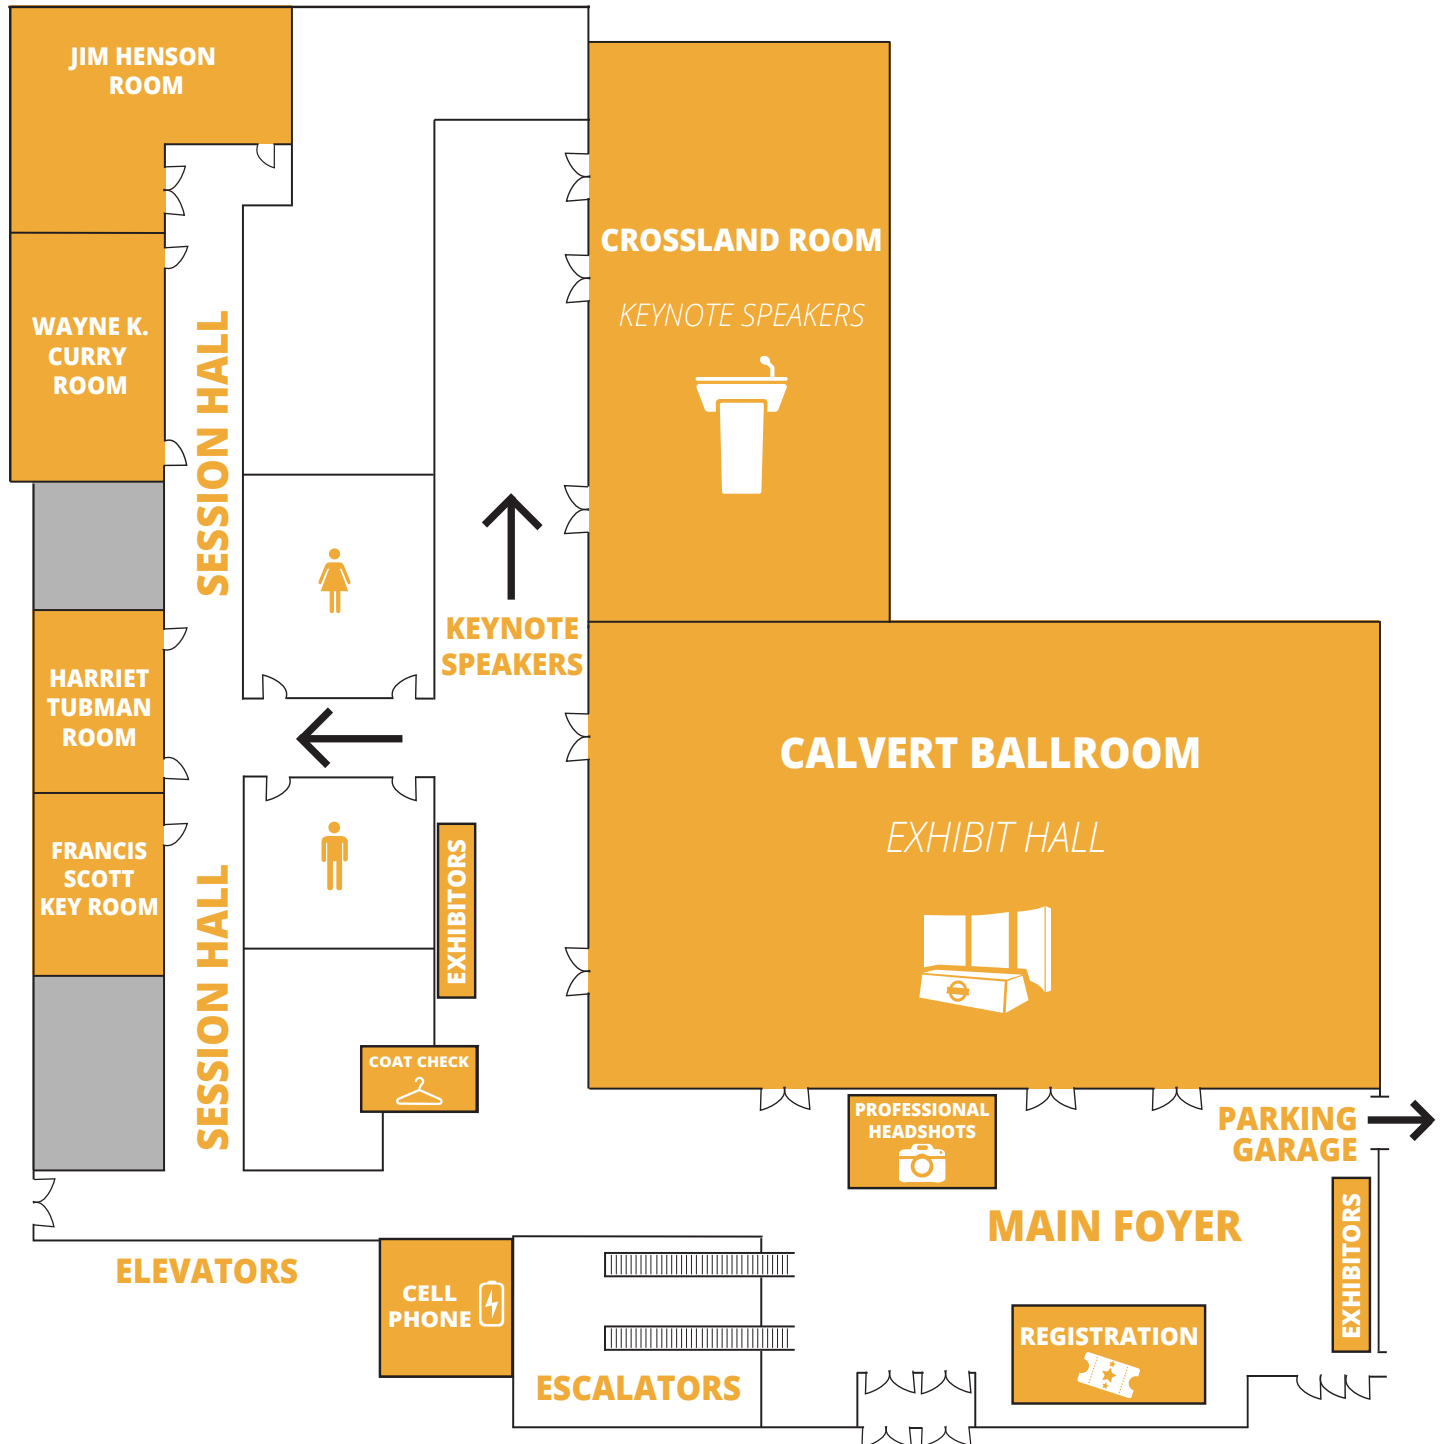 JIM HENSON
ROOM
CROSSLAND ROOM
KEYNOTE SPEAKERS
WAYNE K.
CURRY
ROOM
SESSION HALL
KEYNOTE
SPEAKERS
HARRIET
TUBMAN
ROOM
CALVERT BALLROOM
EXHIBIT HALL
FRANCIS
SCOTT
KEY ROOM
SESSION HALL
EXHIBITORS
COAT CHECK
PROFESSIONAL
HEADSHOTS
PARKING
GARAGE
MAIN FOYER
EXHIBITORS
ELEVATORS
CELL
PHONE
REGISTRATION
ESCALATORS